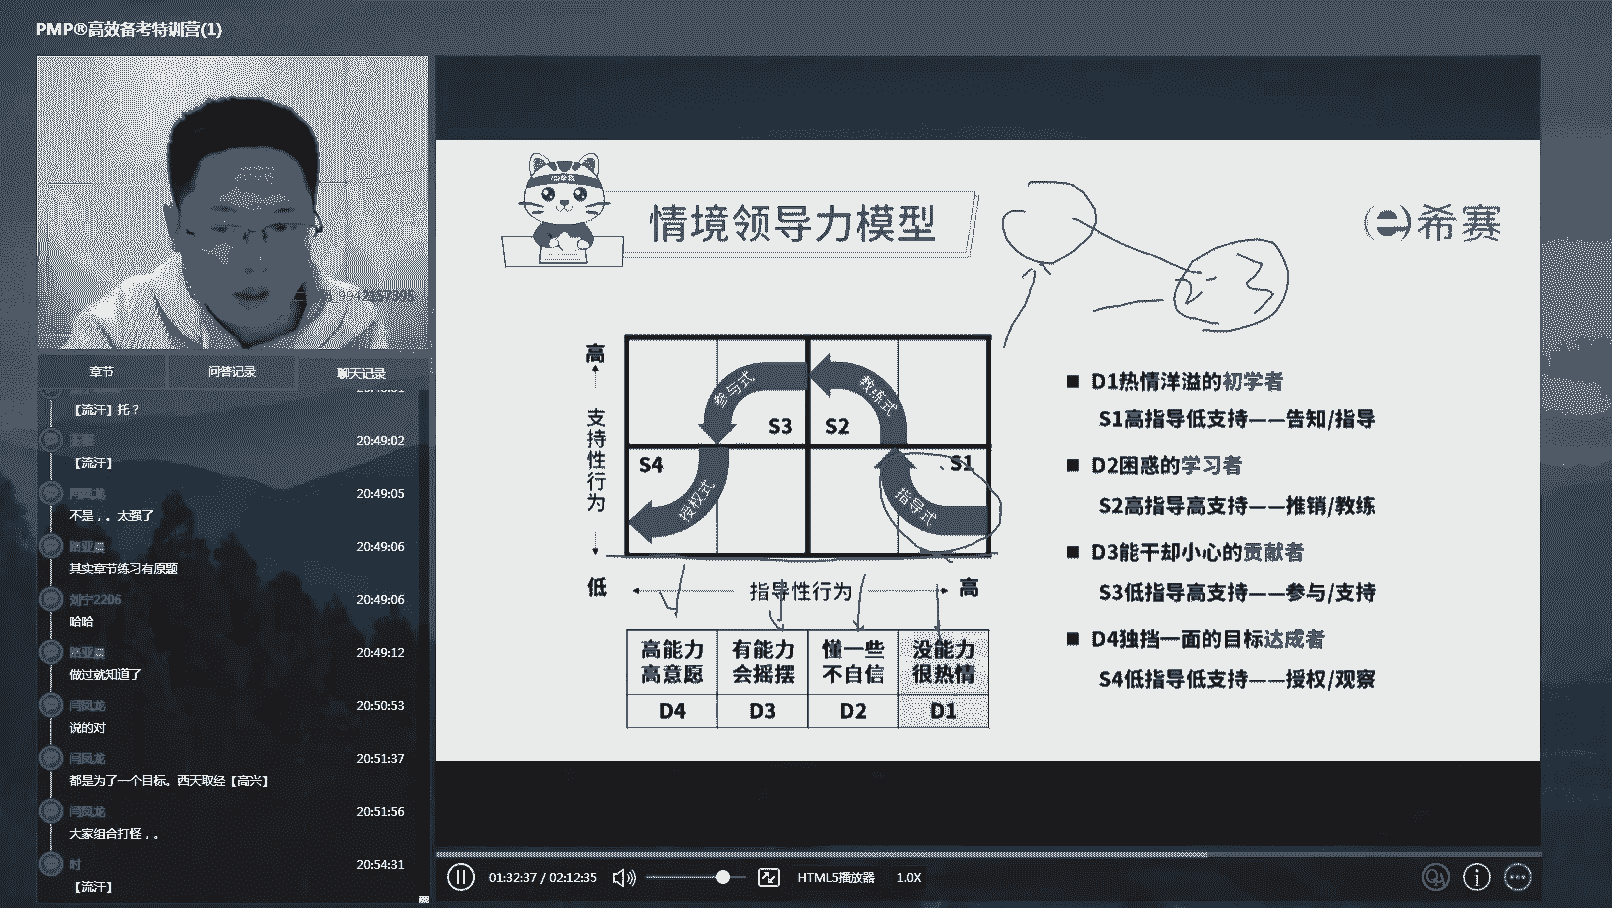 PMP®高效备考特训营(1)
章节
问答记录
聊天记录
【流汗】托？
20:49:02
【流汗】
20:49:05
不是，。太强了
20:49:06
其实章节练习有原题
刘宁2206
20:49:06
哈哈
20:49:12
做过就知道了
闫凤龙
20:50:53
说的对
闫凤龙
20:51:37
都是为了一个目标。西天取经【高兴】
闫凤龙
20:51:56
大家组合打怪，。
时
20:54:31
【流汗】
情境领导力模型
希赛
高
支持性行为
低
参与式
教练式
S3
S2
S4
S1
授权式
指导式
指导性行为
高
高能力
高意愿
有能力
会摇摆
懂一些
不自信
没能力
很热情
D4
D3
D2
D1
■ D1热情洋溢的初学者
S1高指导低支持——告知/指导
■ D2困惑的学习者
S2高指导高支持——推销/教练
■ D3能干却小心的贡献者
S3低指导高支持——参与/支持
■ D4独挡一面的目标达成者
S4低指导低支持——授权/观察
01:32:37 / 02:12:35
HTML5播放器
1.0X